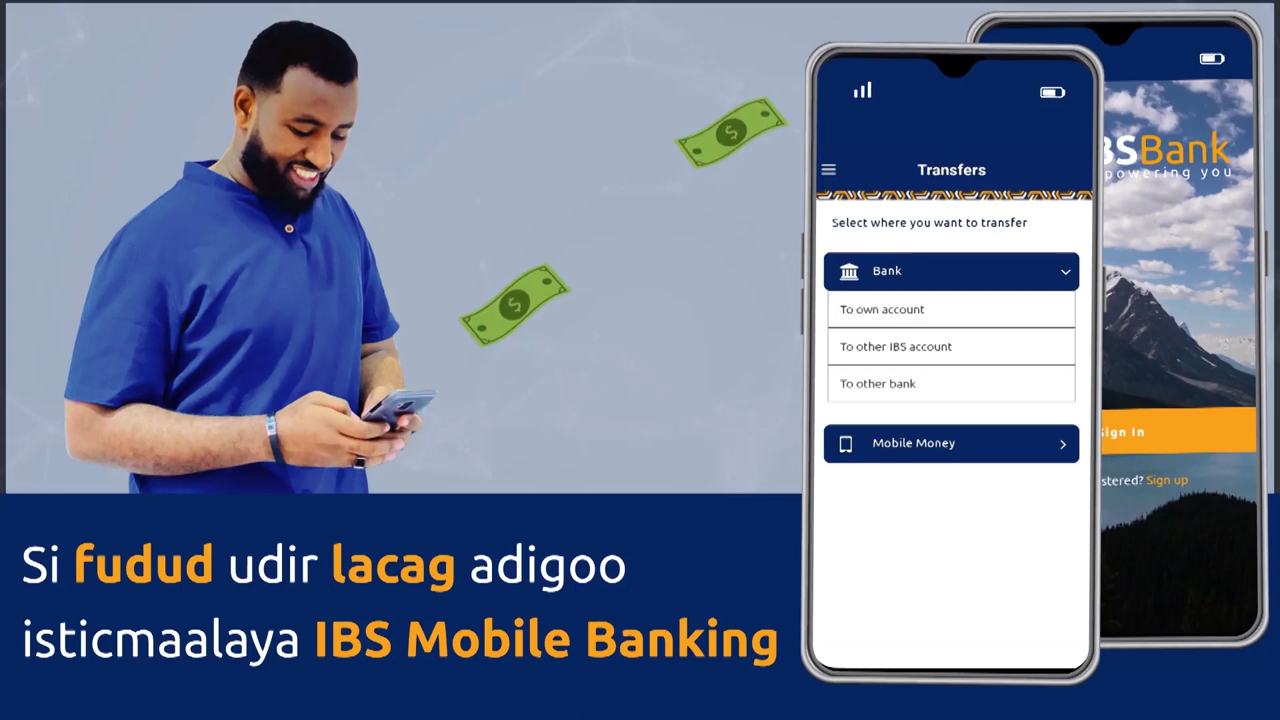 Si fudud udir lacag adigoo
isticmaalaya IBS Mobile Banking
Transfers
Select where you want to transfer
Bank
To own account
To other IBS account
To other bank
Mobile Money
BSBank
powering you
Sign In
stered? Sign up